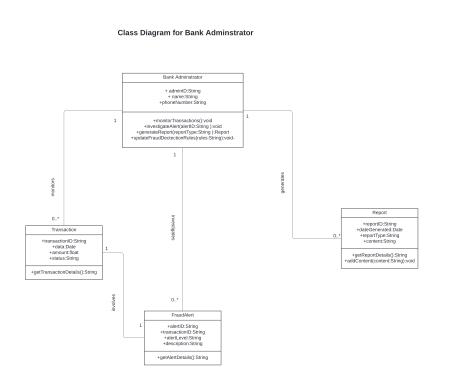 Class Diagram for Bank Adminstrator
Bank Adminstrator
+ adminID:String
+ name:String
+phoneNumber:String
+monitorTransactions():void
+investigateAlert(alertID:String ):void
+generateReport(reportType:String ):Report
+updateFraudDectectionRules(rules:String):void-
1
1
1
monitors
investigates
generates
0..*
0..*
0..*
Transaction
+transactionID:String
+data:Date
+amount:float
+status:String
+getTransactionDetails():String
1
involves
1
Report
+reportID:String
+dateGenerated:Date
+reportType:String
+content:String
+getReportDetails():String
+addContent(content:String):void
FraudAlert
+alertID:String
+transactionID:String
+alertLevel:String
+description:String
+getAlertDetails():String